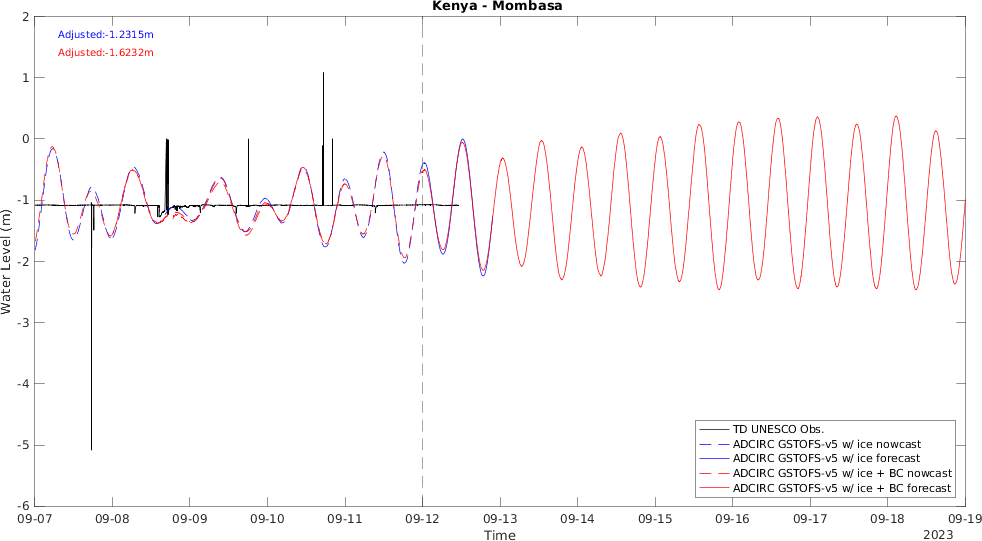 Kenya - Mombasa
Adjusted:-1.2315m
Adjusted:-1.6232m
2
1
0
-1
-2
-3
-4
-5
-6
Water Level (m)
TD UNESCO Obs.
ADCIRC GSTOFS-v5 w/ ice nowcast
ADCIRC GSTOFS-v5 w/ ice forecast
ADCIRC GSTOFS-v5 w/ ice + BC nowcast
ADCIRC GSTOFS-v5 w/ ice + BC forecast
09-07 09-08 09-09 09-10 09-11 09-12 09-13 09-14 09-15 09-16 09-17 09-18 09-19
Time
2023